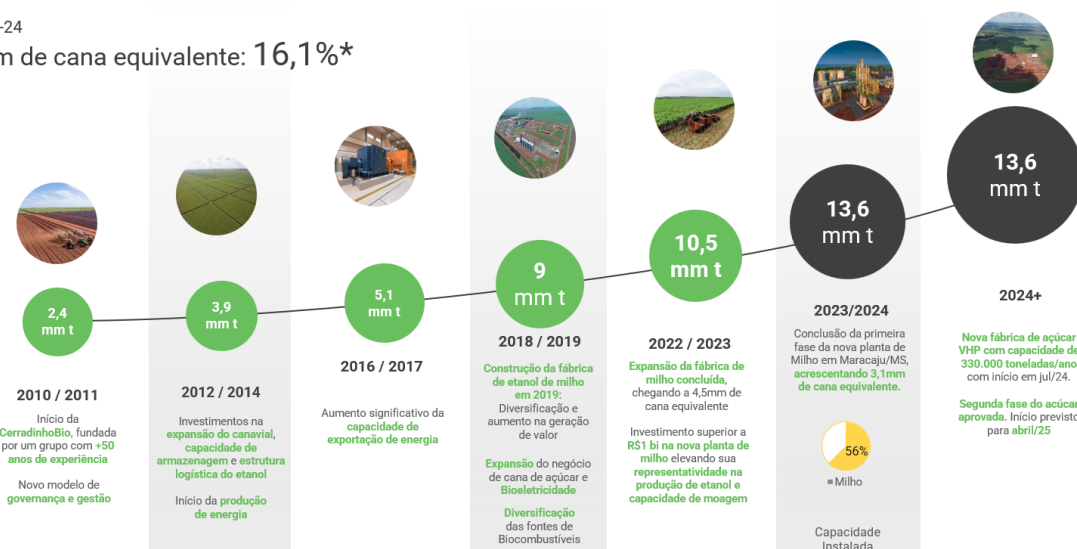 -24
m de cana equivalente: 16,1%*
2,4
mm t
2010 / 2011
Início da
CerradinhoBio, fundada
por um grupo com +50
anos de experiência
Novo modelo de
governança e gestão
3,9
mm t
2012 / 2014
Investimentos na
expansão do canavial,
capacidade de
armazenagem e estrutura
logística do etanol
Início da produção
de energia
5,1
mm t
2016 / 2017
Aumento significativo da
capacidade de
exportação de energia
9
mm t
2018 / 2019
Construção da fábrica
de etanol de milho
em 2019:
Diversificação e
aumento na geração
de valor
Expansão do negócio
de cana de açúcar e
Bioeletricidade
Diversificação
das fontes de
Biocombustíveis
10,5
mm t
2022 / 2023
Expansão da fábrica de
milho concluída,
chegando a 4,5mm de
cana equivalente
Investimento superior a
R$1 bi na nova planta de
milho elevando sua
representatividade na
produção de etanol e
capacidade de moagem
13,6
mm t
2023/2024
Conclusão da primeira
fase da nova planta de
Milho em Maracaju/MS,
acrescentando 3,1mm
de cana equivalente.
56%
Milho
Capacidade
Instalada
13,6
mm t
2024+
Nova fábrica de açúcar
VHP com capacidade de
330.000 toneladas/ano
com início em jul/24.
Segunda fase do açúcar
aprovada. Início previsto
para abril/25